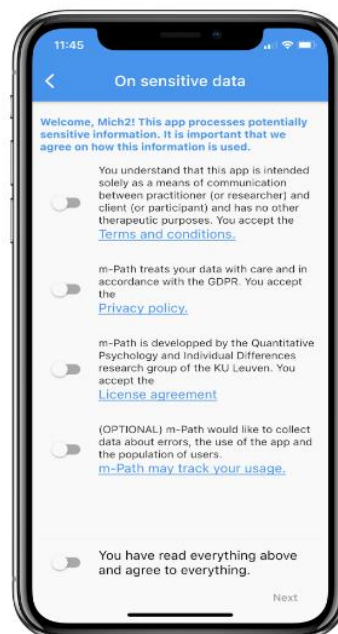 11:45
On sensitive data
Welcome, Mich2! This app processes potentially
sensitive information. It is important that we
agree on how this information is used.
You understand that this app is intended
solely as a means of communication
between practitioner (or researcher) and
client (or participant) and has no other
therapeutic purposes. You accept the
Terms and conditions.
m-Path treats your data with care and in
accordance with the GDPR. You accept
the
Privacy policy.
m-Path is developped by the Quantitative
Psychology and Individual Differences
research group of the KU Leuven. You
accept the
License agreement
(OPTIONAL) m-Path would like to collect
data about errors, the use of the app and
the population of users.
m-Path may track your usage.
You have read everything above
and agree to everything.
Next